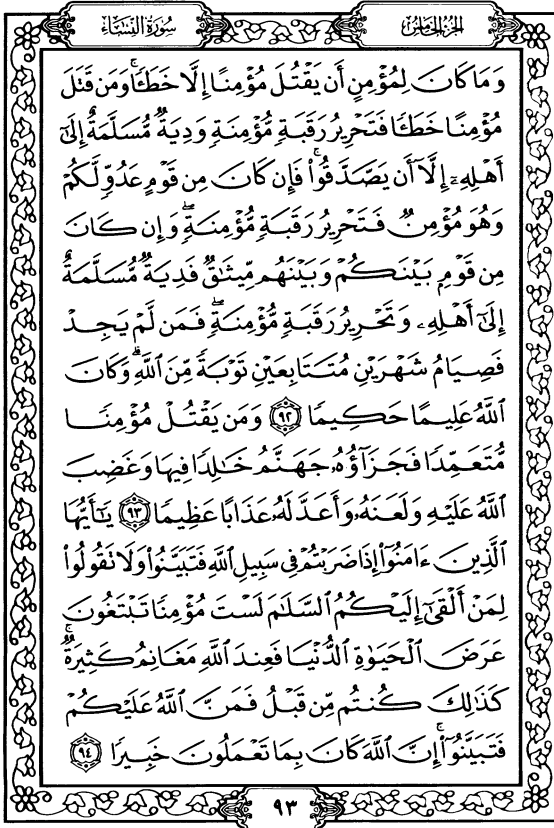 الجزء الخامس
سورة النساء
وَمَا كَانَ لِمُؤْمِنٍ أَن يَقْتُلَ مُؤْمِنًا إِلَّا خَطَـًٔا ۚ وَمَن قَتَلَ
مُؤْمِنًا خَطَـًٔا فَتَحْرِيرُ رَقَبَةٍ مُّؤْمِنَةٍ وَدِيَةٌ مُّسَلَّمَةٌ إِلَىٰٓ
أَهْلِهِۦٓ إِلَّآ أَن يَصَّدَّقُوا۟ ۚ فَإِن كَانَ مِن قَوْمٍ عَدُوٍّ لَّكُمْ
وَهُوَ مُؤْمِنٌ فَتَحْرِيرُ رَقَبَةٍ مُّؤْمِنَةٍ ۖ وَإِن كَانَ
مِن قَوْمٍۭ بَيْنَكُمْ وَبَيْنَهُم مِّيثَـٰقٌ فَدِيَةٌ مُّسَلَّمَةٌ
إِلَىٰٓ أَهْلِهِۦ وَتَحْرِيرُ رَقَبَةٍ مُّؤْمِنَةٍ ۖ فَمَن لَّمْ يَجِدْ
فَصِيَامُ شَهْرَيْنِ مُتَتَابِعَيْنِ تَوْبَةً مِّنَ ٱللَّهِ ۗ وَكَانَ
ٱللَّهُ عَلِيمًا حَكِيمًا ٩٢ وَمَن يَقْتُلْ مُؤْمِنًا
مُّتَعَمِّدًا فَجَزَآؤُهُۥ جَهَنَّمُ خَـٰلِدًا فِيهَا وَغَضِبَ
ٱللَّهُ عَلَيْهِ وَلَعَنَهُۥ وَأَعَدَّ لَهُۥ عَذَابًا عَظِيمًا ٩٣ يَـٰٓأَيُّهَا
ٱلَّذِينَ ءَامَنُوٓا۟ إِذَا ضَرَبْتُمْ فِى سَبِيلِ ٱللَّهِ فَتَبَيَّنُوا۟ وَلَا تَقُولُوا۟
لِمَنْ أَلْقَىٰٓ إِلَيْكُمُ ٱلسَّلَـٰمَ لَسْتَ مُؤْمِنًا تَبْتَغُونَ
عَرَضَ ٱلْحَيَوٰةِ ٱلدُّنْيَا فَعِندَ ٱللَّهِ مَغَانِمُ كَثِيرَةٌ ۚ
كَذَٰلِكَ كُنتُم مِّن قَبْلُ فَمَنَّ ٱللَّهُ عَلَيْكُمْ
فَتَبَيَّنُوٓا۟ ۚ إِنَّ ٱللَّهَ كَانَ بِمَا تَعْمَلُونَ خَبِيرًا ٩٤
٩٣